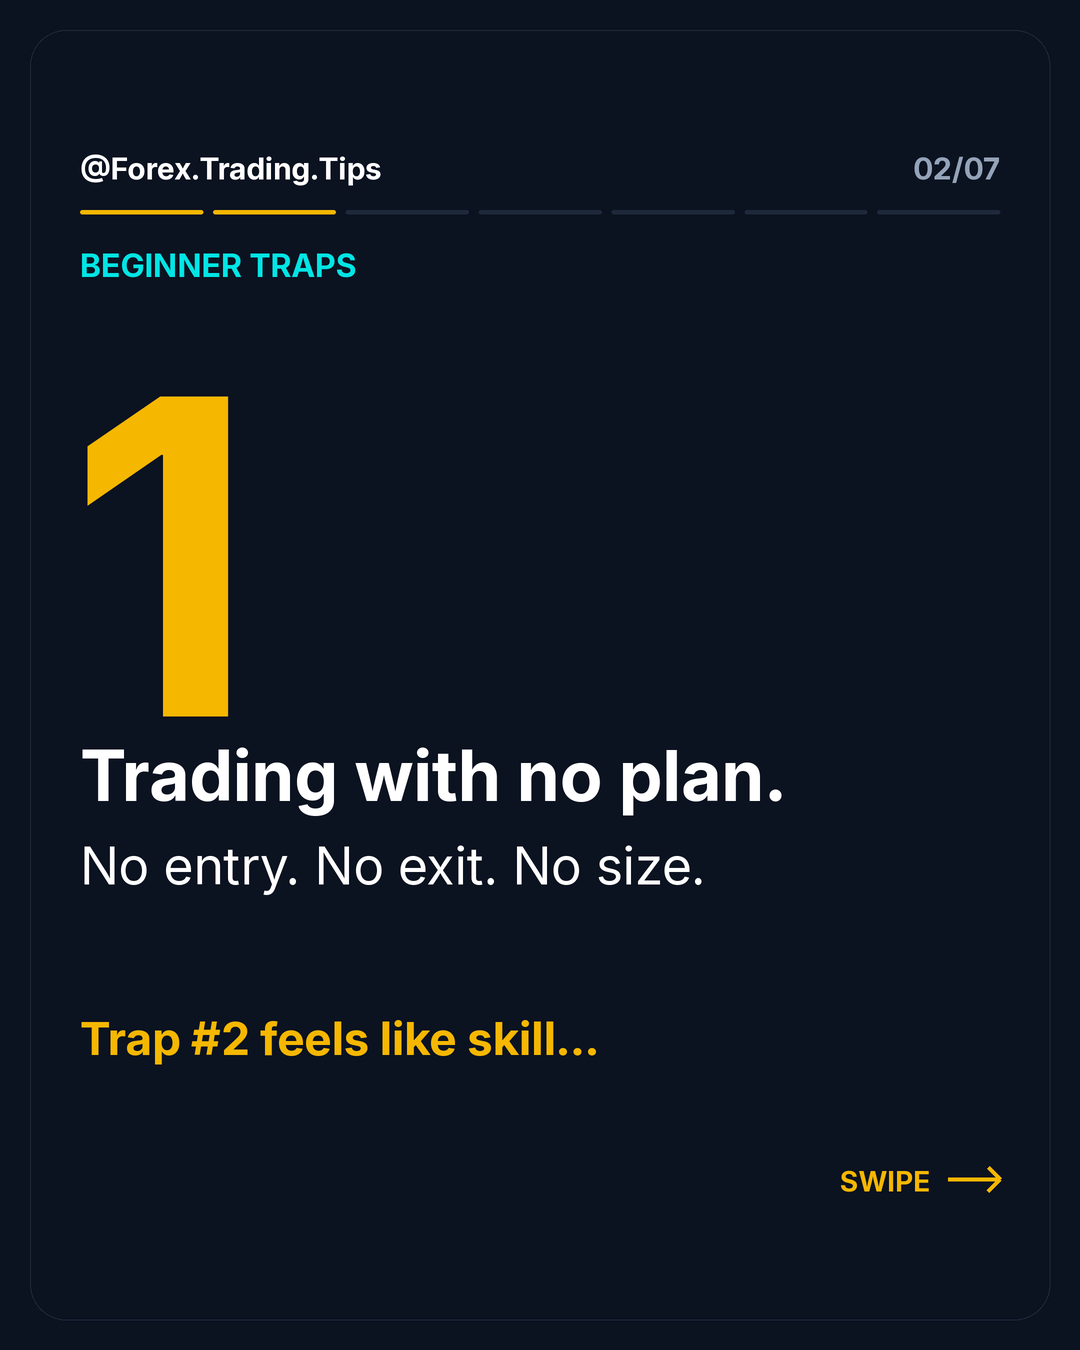 @Forex.Trading.Tips
02/07
BEGINNER TRAPS
1
Trading with no plan.
No entry. No exit. No size.
Trap #2 feels like skill...
SWIPE